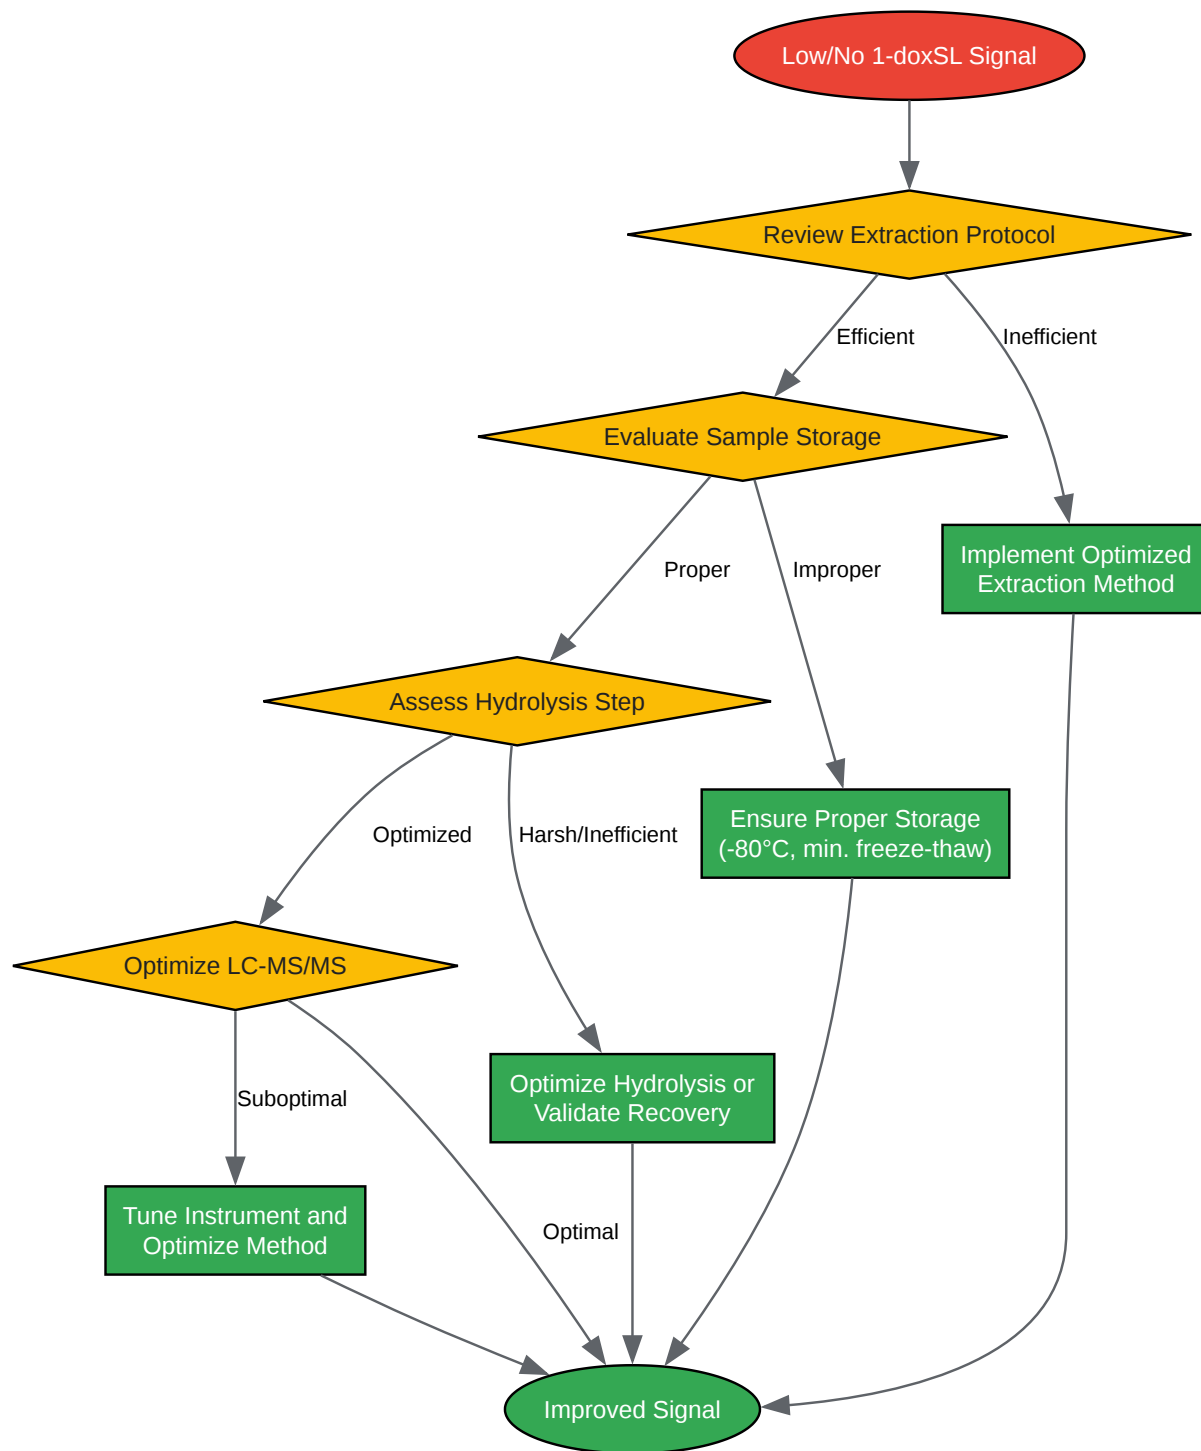 Low/No 1-doxSL Signal
Review Extraction Protocol
Efficient
Inefficient
Evaluate Sample Storage
Proper
Improper
Implement Optimized
Extraction Method
Assess Hydrolysis Step
Optimized
Harsh/Inefficient
Ensure Proper Storage
(-80°C, min. freeze-thaw)
Optimize LC-MS/MS
Suboptimal
Optimize Hydrolysis or
Validate Recovery
Tune Instrument and
Optimize Method
Optimal
Improved Signal